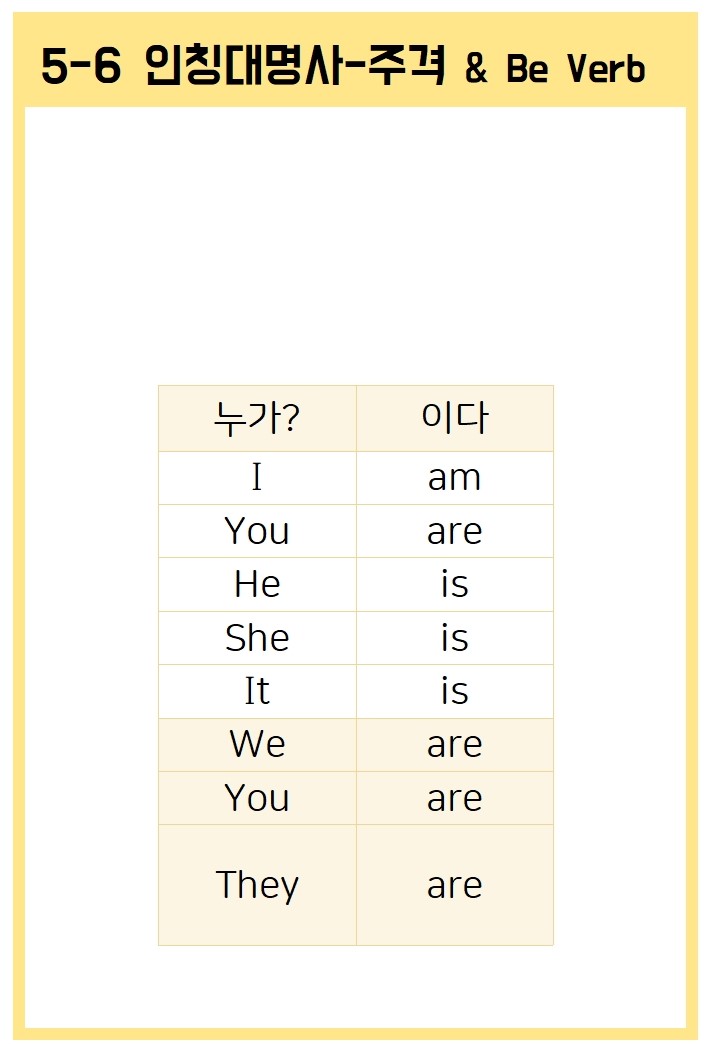 5-6 인칭대명사-주격 & Be Verb
누가? 이다
I am
You are
He is
She is
It is
We are
You are
They are